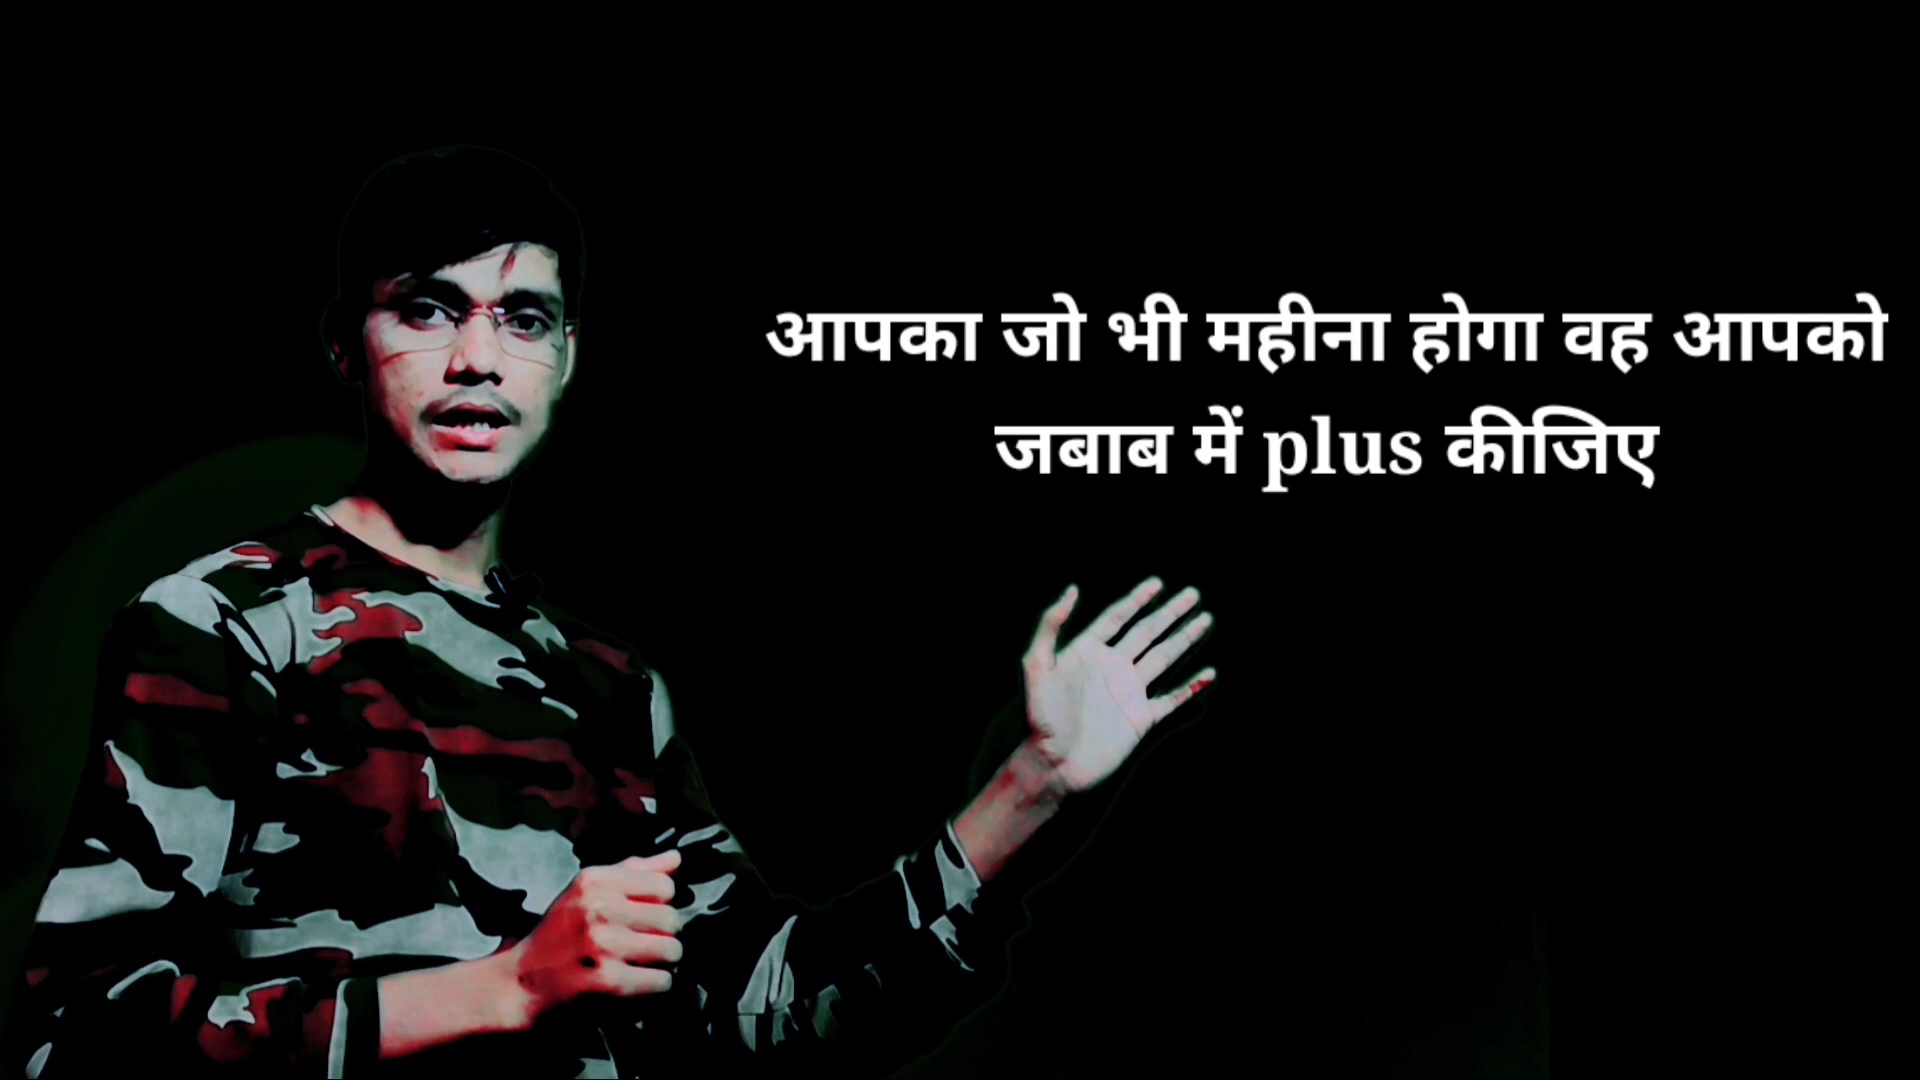 आपका जो भी महीना होगा वह आपको
जबाब में plus कीजिए